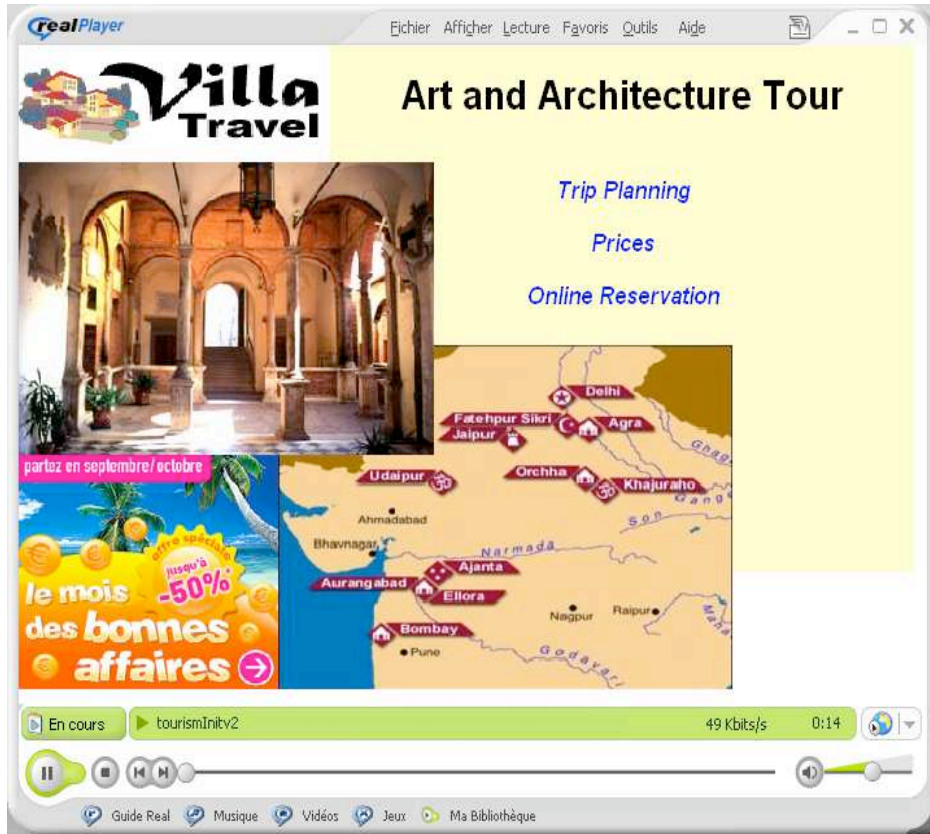 realPlayer
Fichier Afficher Lecture Favoris Outils Aide
Villa
Travel
Art and Architecture Tour
Trip Planning
Prices
Online Reservation
Delhi
Fatehpur Sikri
Agra
Jaipur
Ghag
Udaipur
Orchha
Khajuraho
Gange
Son
Ahmadabad
Bhavnagar
Narmada
Ajanta
Aurangabad
Ellora
Nagpur
Raipur
Maha
Bombay
Pune
Godavari
partez en septembre/octobre
offre spéciale
jusqu'à
-50%*
le mois
des bonnes
affaires
En cours
tourismInitv2
49 Kbits/s
0:14
Guide Real Musique Vidéos Jeux Ma Bibliothèque